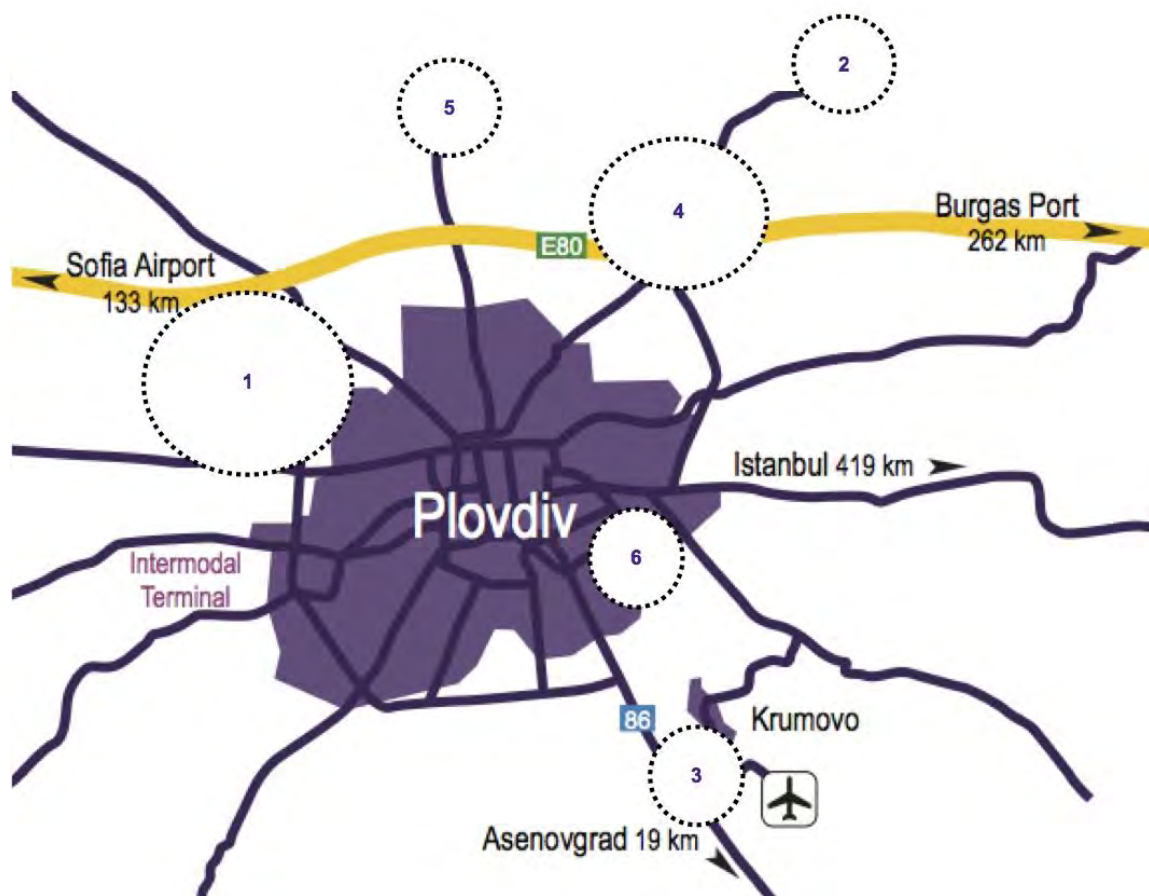 2
5
4
Burgas Port
262 km
E80
Sofia Airport
133 km
1
Istanbul 419 km
Plovdiv
6
Intermodal
Terminal
86
Krumovo
3
Asenovgrad 19 km